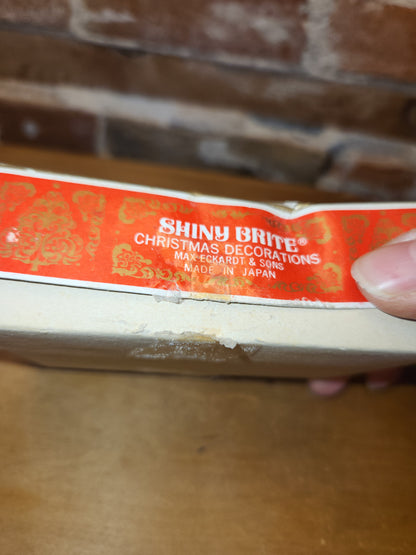 SHINY BRITE®
CHRISTMAS DECORATIONS
MAX ECKARDT & SONS
MADE IN JAPAN